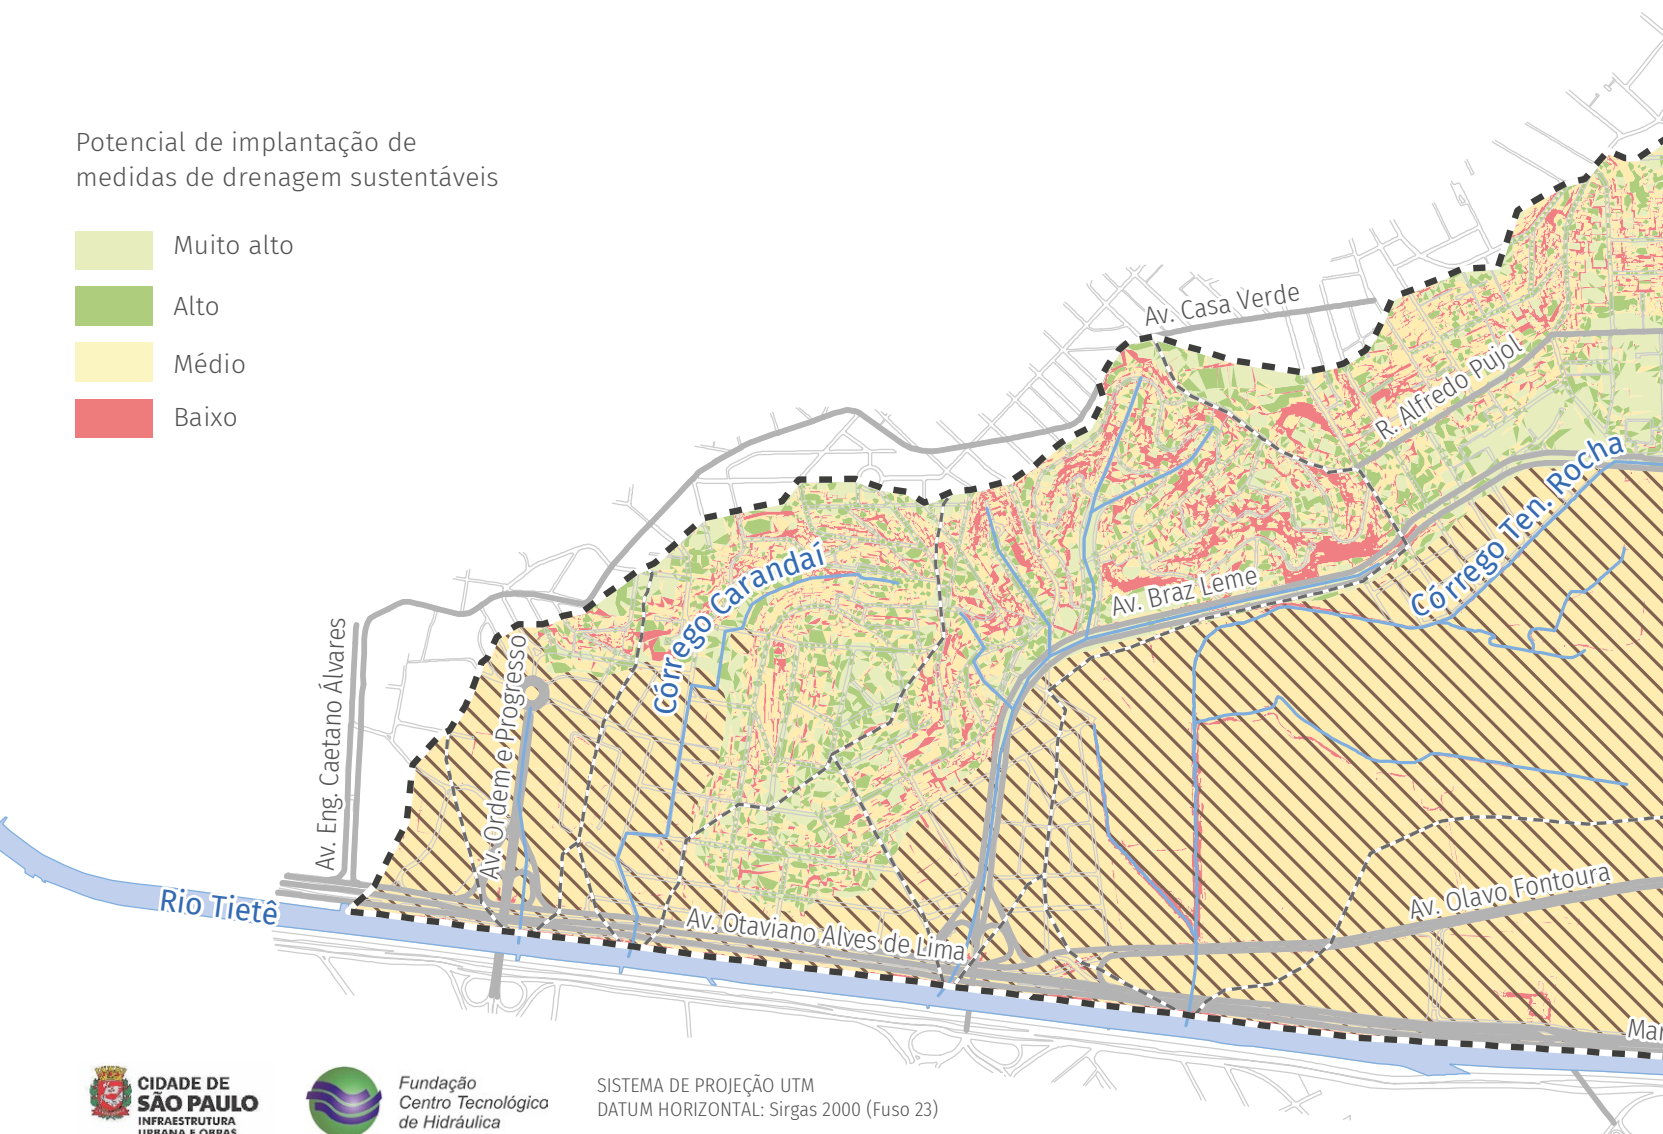 Potencial de implantação de
medidas de drenagem sustentáveis
Muito alto
Alto
Médio
Baixo
Av. Casa Verde
R. Alfredo Pujol
Córrego Ten. Rocha
Córrego Carandaí
Av. Braz Leme
Av. Eng. Caetano Álvares
Av. Ordem e Progresso
Rio Tietê
Av. Otaviano Alves de Lima
Av. Olavo Fontoura
Mar
CIDADE DE
SÃO PAULO
INFRAESTRUTURA
URBANA E OBRAS
Fundação
Centro Tecnológico
de Hidráulica
SISTEMA DE PROJEÇÃO UTM
DATUM HORIZONTAL: Sirgas 2000 (Fuso 23)